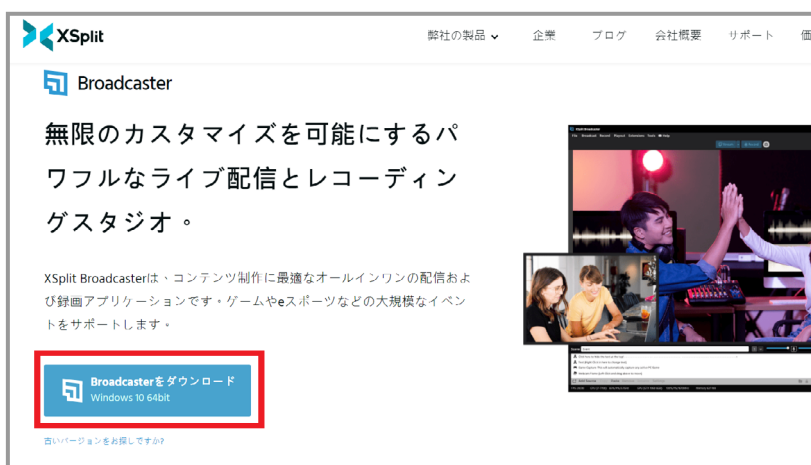 XSplit
弊社の製品 企業 ブログ 会社概要 サポート
Broadcaster
無限のカスタマイズを可能にするパ
ワフルなライブ配信とレコーディン
グスタジオ。
XSplit Broadcasterは、コンテンツ制作に最適なオールインワンの配信およ
び録画アプリケーションです。ゲームやeスポーツなどの大規模なイベン
トをサポートします。
Broadcasterをダウンロード
Windows 10 64bit
古いバージョンをお探しですか?